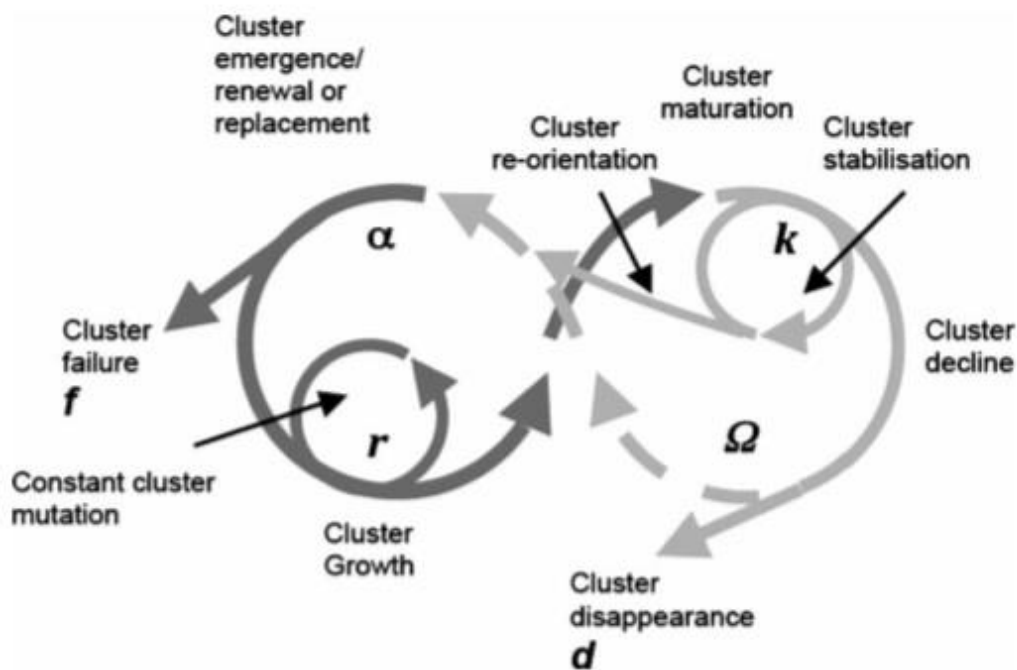 Cluster
emergence/
renewal or
replacement
Cluster
maturation
Cluster
re-orientation
Cluster
stabilisation
α
k
Cluster
failure
f
Cluster
decline
r
Ω
Constant cluster
mutation
Cluster
Growth
Cluster
disappearance
d